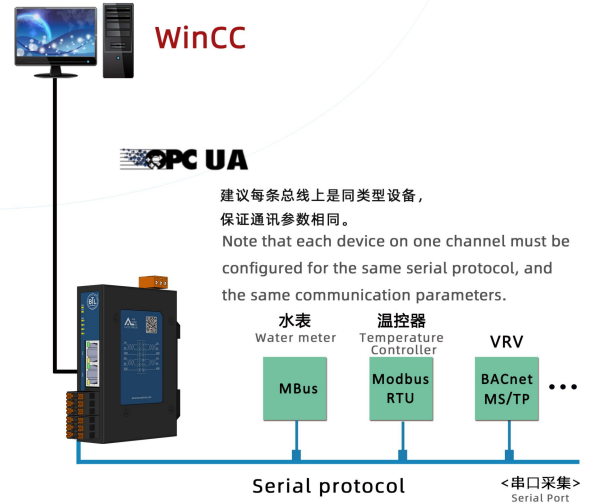 WinCC
OPC UA
建议每条总线上是同类型设备，
保证通讯参数相同。
Note that each device on one channel must be
configured for the same serial protocol, and
the same communication parameters.
水表
Water meter
温控器
Temperature
Controller
VRV
MBus
Modbus
RTU
BACnet
MS/TP
Serial protocol
<串口采集>
Serial Port